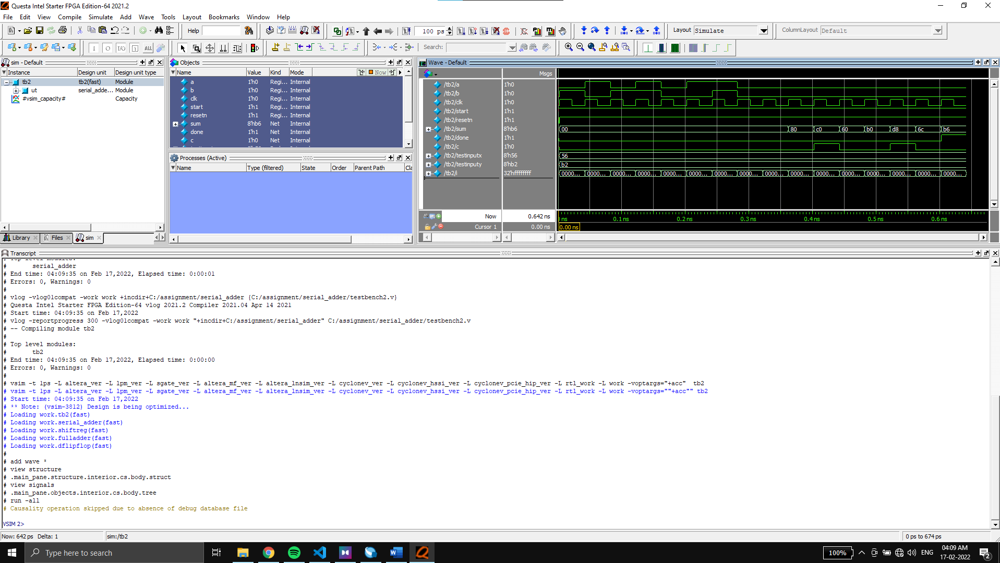 Questa Intel Starter FPGA Edition-64 2021.2
File Edit View Compile Simulate Add Wave Tools Layout Bookmarks Window Help
Help
100 ps
Layout Simulate
ColumnLayout Default
Search:
sim - Default
Instance Design unit Design unit type
tb2 tb2(fast) Module
ut serial_adde... Module
#vsim_capacity# Capacity
Library Files sim
Objects
Name Value Kind Mode Now
a 1'h0 Regi... Internal
b 1'h0 Regi... Internal
clk 1'h0 Regi... Internal
start 1'h1 Regi... Internal
resetn 1'h1 Regi... Internal
sum 8'hb6 Net Internal
done 1'h1 Net Internal
c 1'h0 Net Internal
Processes (Active)
Name Type (filtered) State Order Parent Path Cla
Wave - Default
Msgs
/tb2/a 1'h0
/tb2/b 1'h0
/tb2/clk 1'h0
/tb2/start 1'h1
/tb2/resetn 1'h1
/tb2/sum 8'hb6 00 80 c0 60 b0 d8 6c b6
/tb2/done 1'h1
/tb2/c 1'h0
/tb2/testinputx 8'h56 56
/tb2/testinputy 8'hb2 b2
/tb2/i 32'hffffffff 0000... 0000... 0000... 0000... 0000... 0000... 0000... 0000... 0000... 0000... 0000... 0000... 0000... 0000... 0000... 0000...
Now 0.642 ns ns 0.1 ns 0.2 ns 0.3 ns 0.4 ns 0.5 ns 0.6 ns
Cursor 1 0.00 ns 0.00 ns
Transcript
# Top level modules:
# serial_adder
# End time: 04:09:35 on Feb 17,2022, Elapsed time: 0:00:01
# Errors: 0, Warnings: 0
#
# vlog -vlog01compat -work work +incdir+C:/assignment/serial_adder {C:/assignment/serial_adder/testbench2.v}
# Questa Intel Starter FPGA Edition-64 vlog 2021.2 Compiler 2021.04 Apr 14 2021
# Start time: 04:09:35 on Feb 17,2022
# vlog -reportprogress 300 -vlog01compat -work work "+incdir+C:/assignment/serial_adder" C:/assignment/serial_adder/testbench2.v
# -- Compiling module tb2
#
# Top level modules:
# tb2
# End time: 04:09:35 on Feb 17,2022, Elapsed time: 0:00:00
# Errors: 0, Warnings: 0
#
# vsim -t 1ps -L altera_ver -L lpm_ver -L sgate_ver -L altera_mf_ver -L altera_lnsim_ver -L cyclonev_ver -L cyclonev_hssi_ver -L cyclonev_pcie_hip_ver -L rtl_work -L work -voptargs="+acc" tb2
# vsim -t 1ps -L altera_ver -L lpm_ver -L sgate_ver -L altera_mf_ver -L altera_lnsim_ver -L cyclonev_ver -L cyclonev_hssi_ver -L cyclonev_pcie_hip_ver -L rtl_work -L work -voptargs=""+acc"" tb2
# Start time: 04:09:35 on Feb 17,2022
# ** Note: (vsim-3812) Design is being optimized...
# Loading work.tb2(fast)
# Loading work.serial_adder(fast)
# Loading work.shiftreg(fast)
# Loading work.fulladder(fast)
# Loading work.dflipflop(fast)
#
# add wave *
# view structure
# .main_pane.structure.interior.cs.body.struct
# view signals
# .main_pane.objects.interior.cs.body.tree
# run -all
# Causality operation skipped due to absence of debug database file
VSIM 2>
Now: 642 ps Delta: 1 sim:/tb2 0 ps to 674 ps
Type here to search
100% ENG 04:09 AM
17-02-2022
2